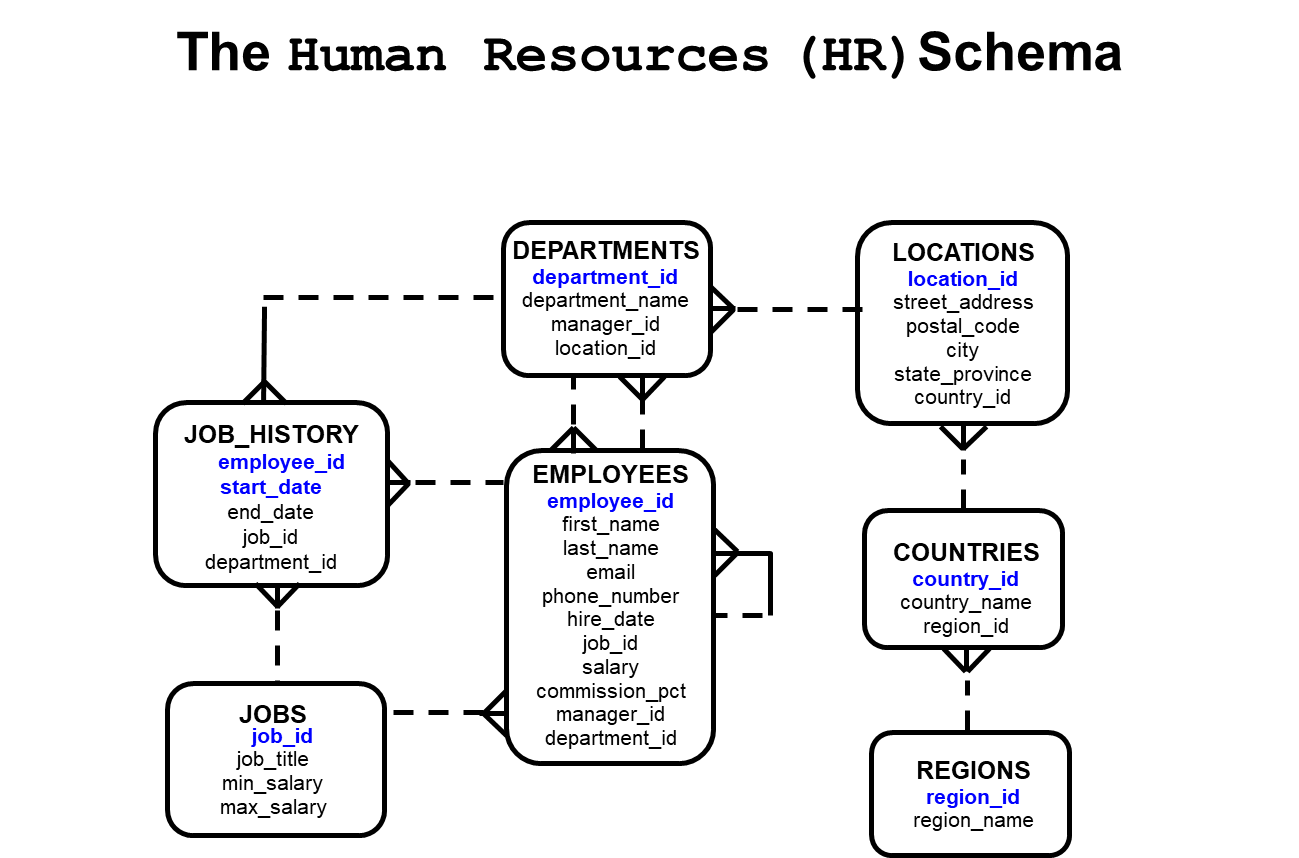 The Human Resources (HR) Schema
DEPARTMENTS
department_id
department_name
manager_id
location_id
LOCATIONS
location_id
street_address
postal_code
city
state_province
country_id
JOB_HISTORY
employee_id
start_date
end_date
job_id
department_id
EMPLOYEES
employee_id
first_name
last_name
email
phone_number
hire_date
job_id
salary
commission_pct
manager_id
department_id
COUNTRIES
country_id
country_name
region_id
JOBS
job_id
job_title
min_salary
max_salary
REGIONS
region_id
region_name